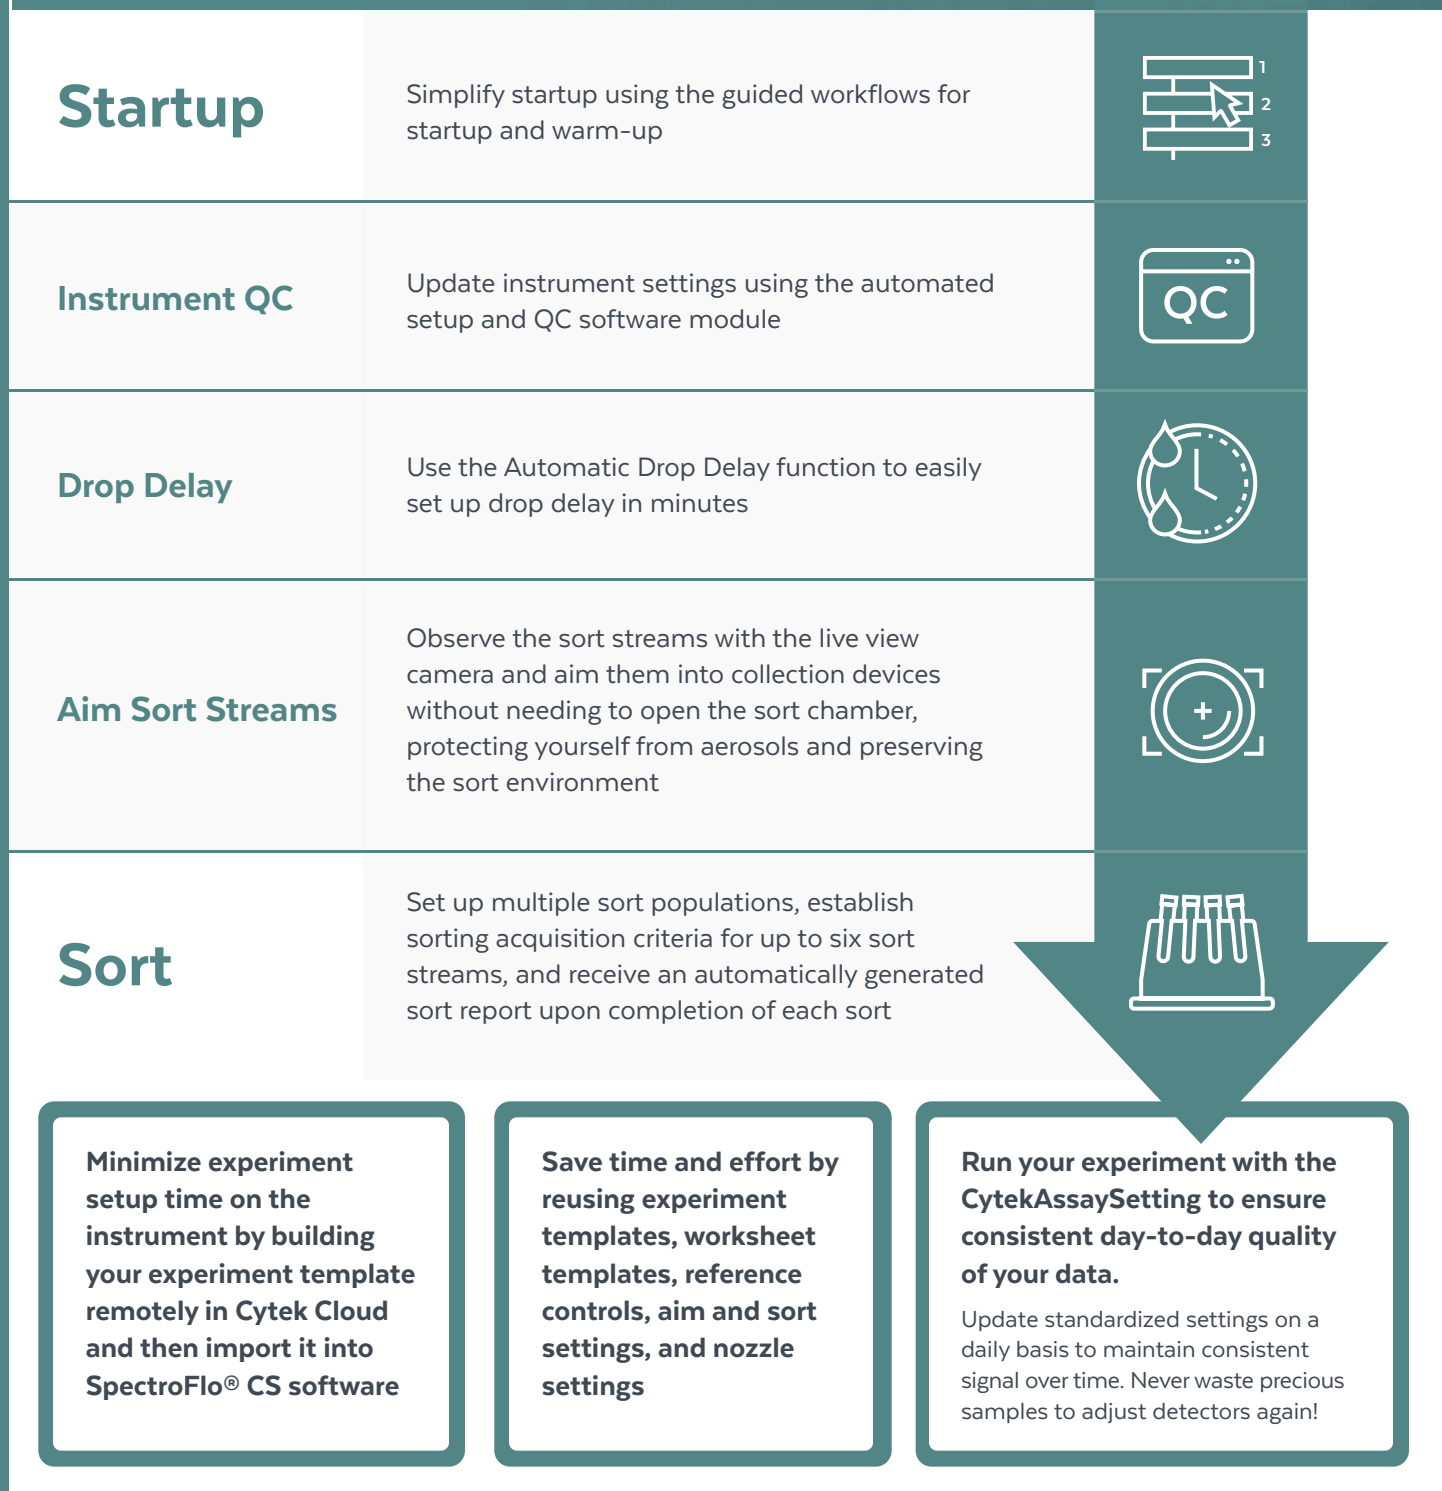 Startup
Simplify startup using the guided workflows for
startup and warm-up
1
2
3
Instrument QC
Update instrument settings using the automated
setup and QC software module
QC
Drop Delay
Use the Automatic Drop Delay function to easily
set up drop delay in minutes
Aim Sort Streams
Observe the sort streams with the live view
camera and aim them into collection devices
without needing to open the sort chamber,
protecting yourself from aerosols and preserving
the sort environment
Sort
Set up multiple sort populations, establish
sorting acquisition criteria for up to six sort
streams, and receive an automatically generated
sort report upon completion of each sort
Minimize experiment
setup time on the
instrument by building
your experiment template
remotely in Cytek Cloud
and then import it into
SpectroFlo® CS software
Save time and effort by
reusing experiment
templates, worksheet
templates, reference
controls, aim and sort
settings, and nozzle
settings
Run your experiment with the
CytekAssaySetting to ensure
consistent day-to-day quality
of your data.
Update standardized settings on a
daily basis to maintain consistent
signal over time. Never waste precious
samples to adjust detectors again!